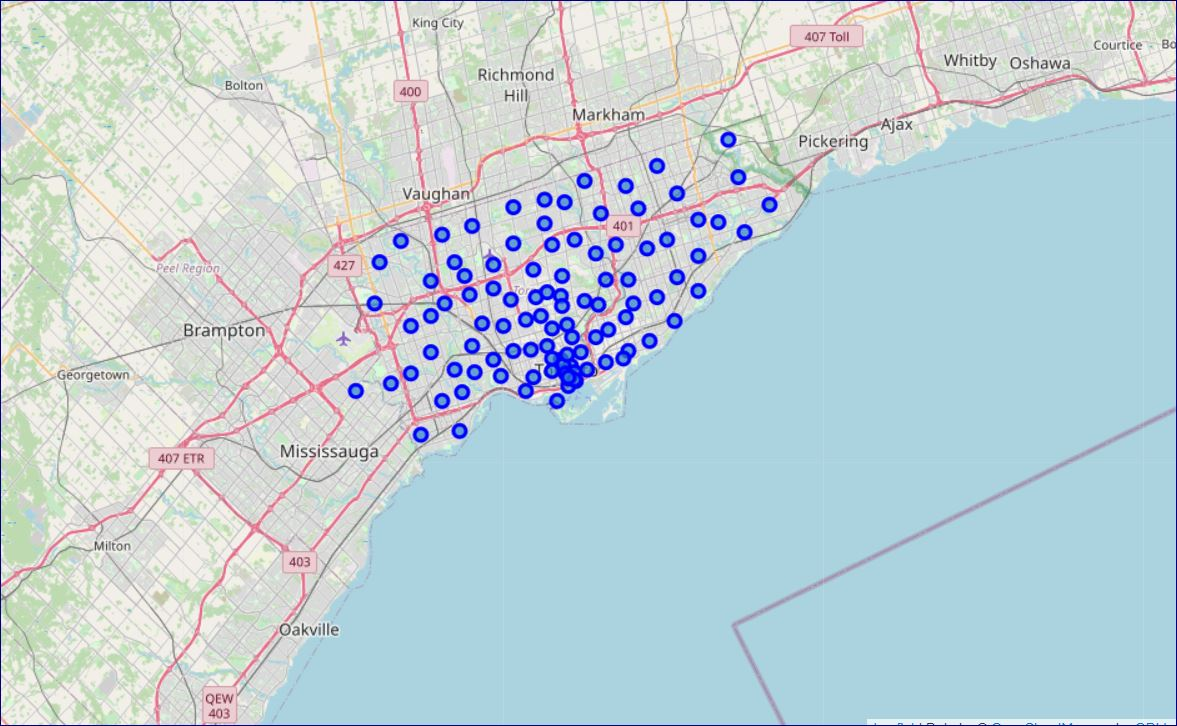 King City
407 Toll
Courtice
Whitby
Oshawa
Richmond
Hill
Bolton
400
Markham
Ajax
Pickering
Vaughan
401
427
Peel Region
Brampton
Georgetown
Mississauga
407 ETR
Milton
403
Oakville
QEW
403